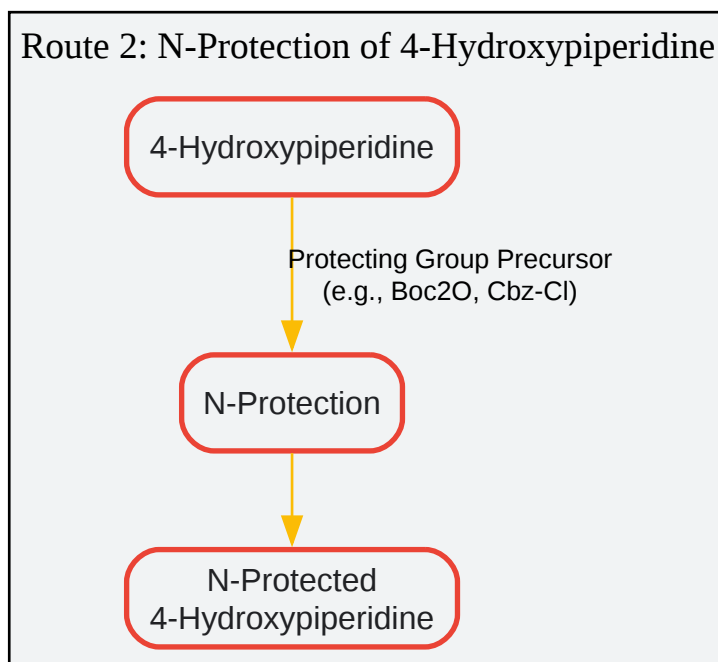 Route 2: N-Protection of 4-Hydroxypiperidine
4-Hydroxypiperidine
Protecting Group Precursor
(e.g., Boc2O, Cbz-Cl)
N-Protection
N-Protected
4-Hydroxypiperidine